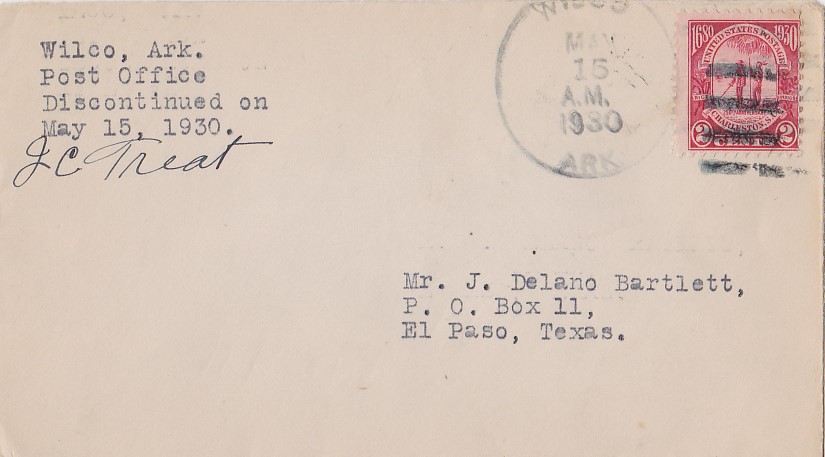 Wilco, Ark.
Post Office
Discontinued on
May 15, 1930.
J C Treat
WILCO
MAY
15
A.M.
1930
ARK
1680 1930
UNITED STATES POSTAGE
CHARLESTON, S.C.
2 2
Mr. J. Delano Bartlett,
P. O. Box 11,
El Paso, Texas.